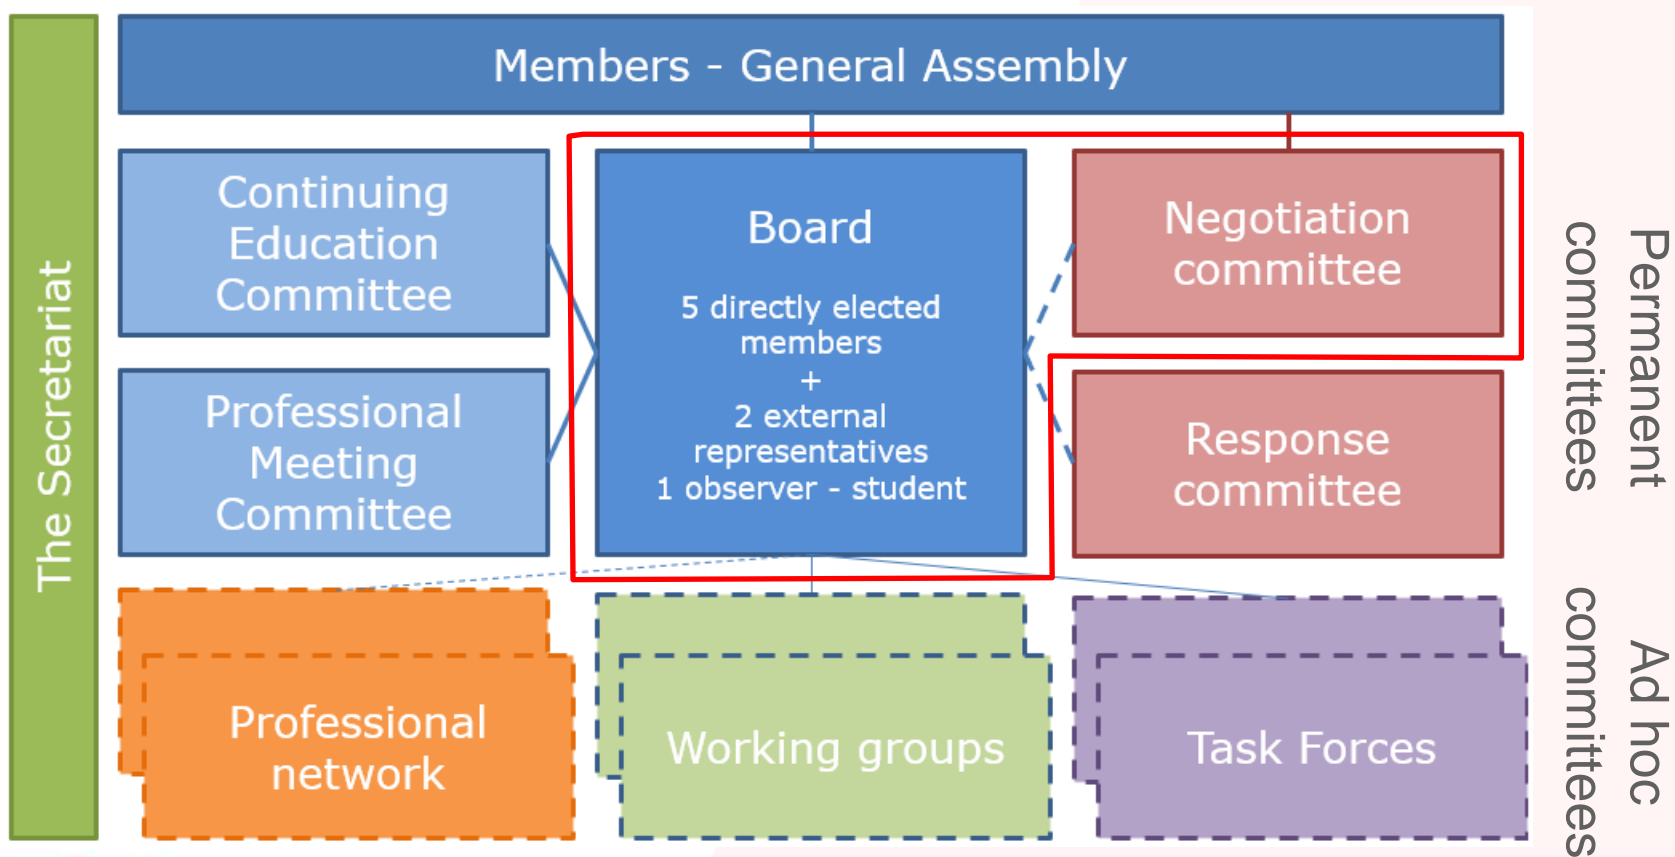 The Secretariat
Members - General Assembly
Continuing
Education
Committee
Board
5 directly elected
members
+
2 external
representatives
1 observer - student
Negotiation
committee
Professional
Meeting
Committee
Response
committee
Permanent
committees
Professional
network
Working groups
Task Forces
Ad hoc
committees